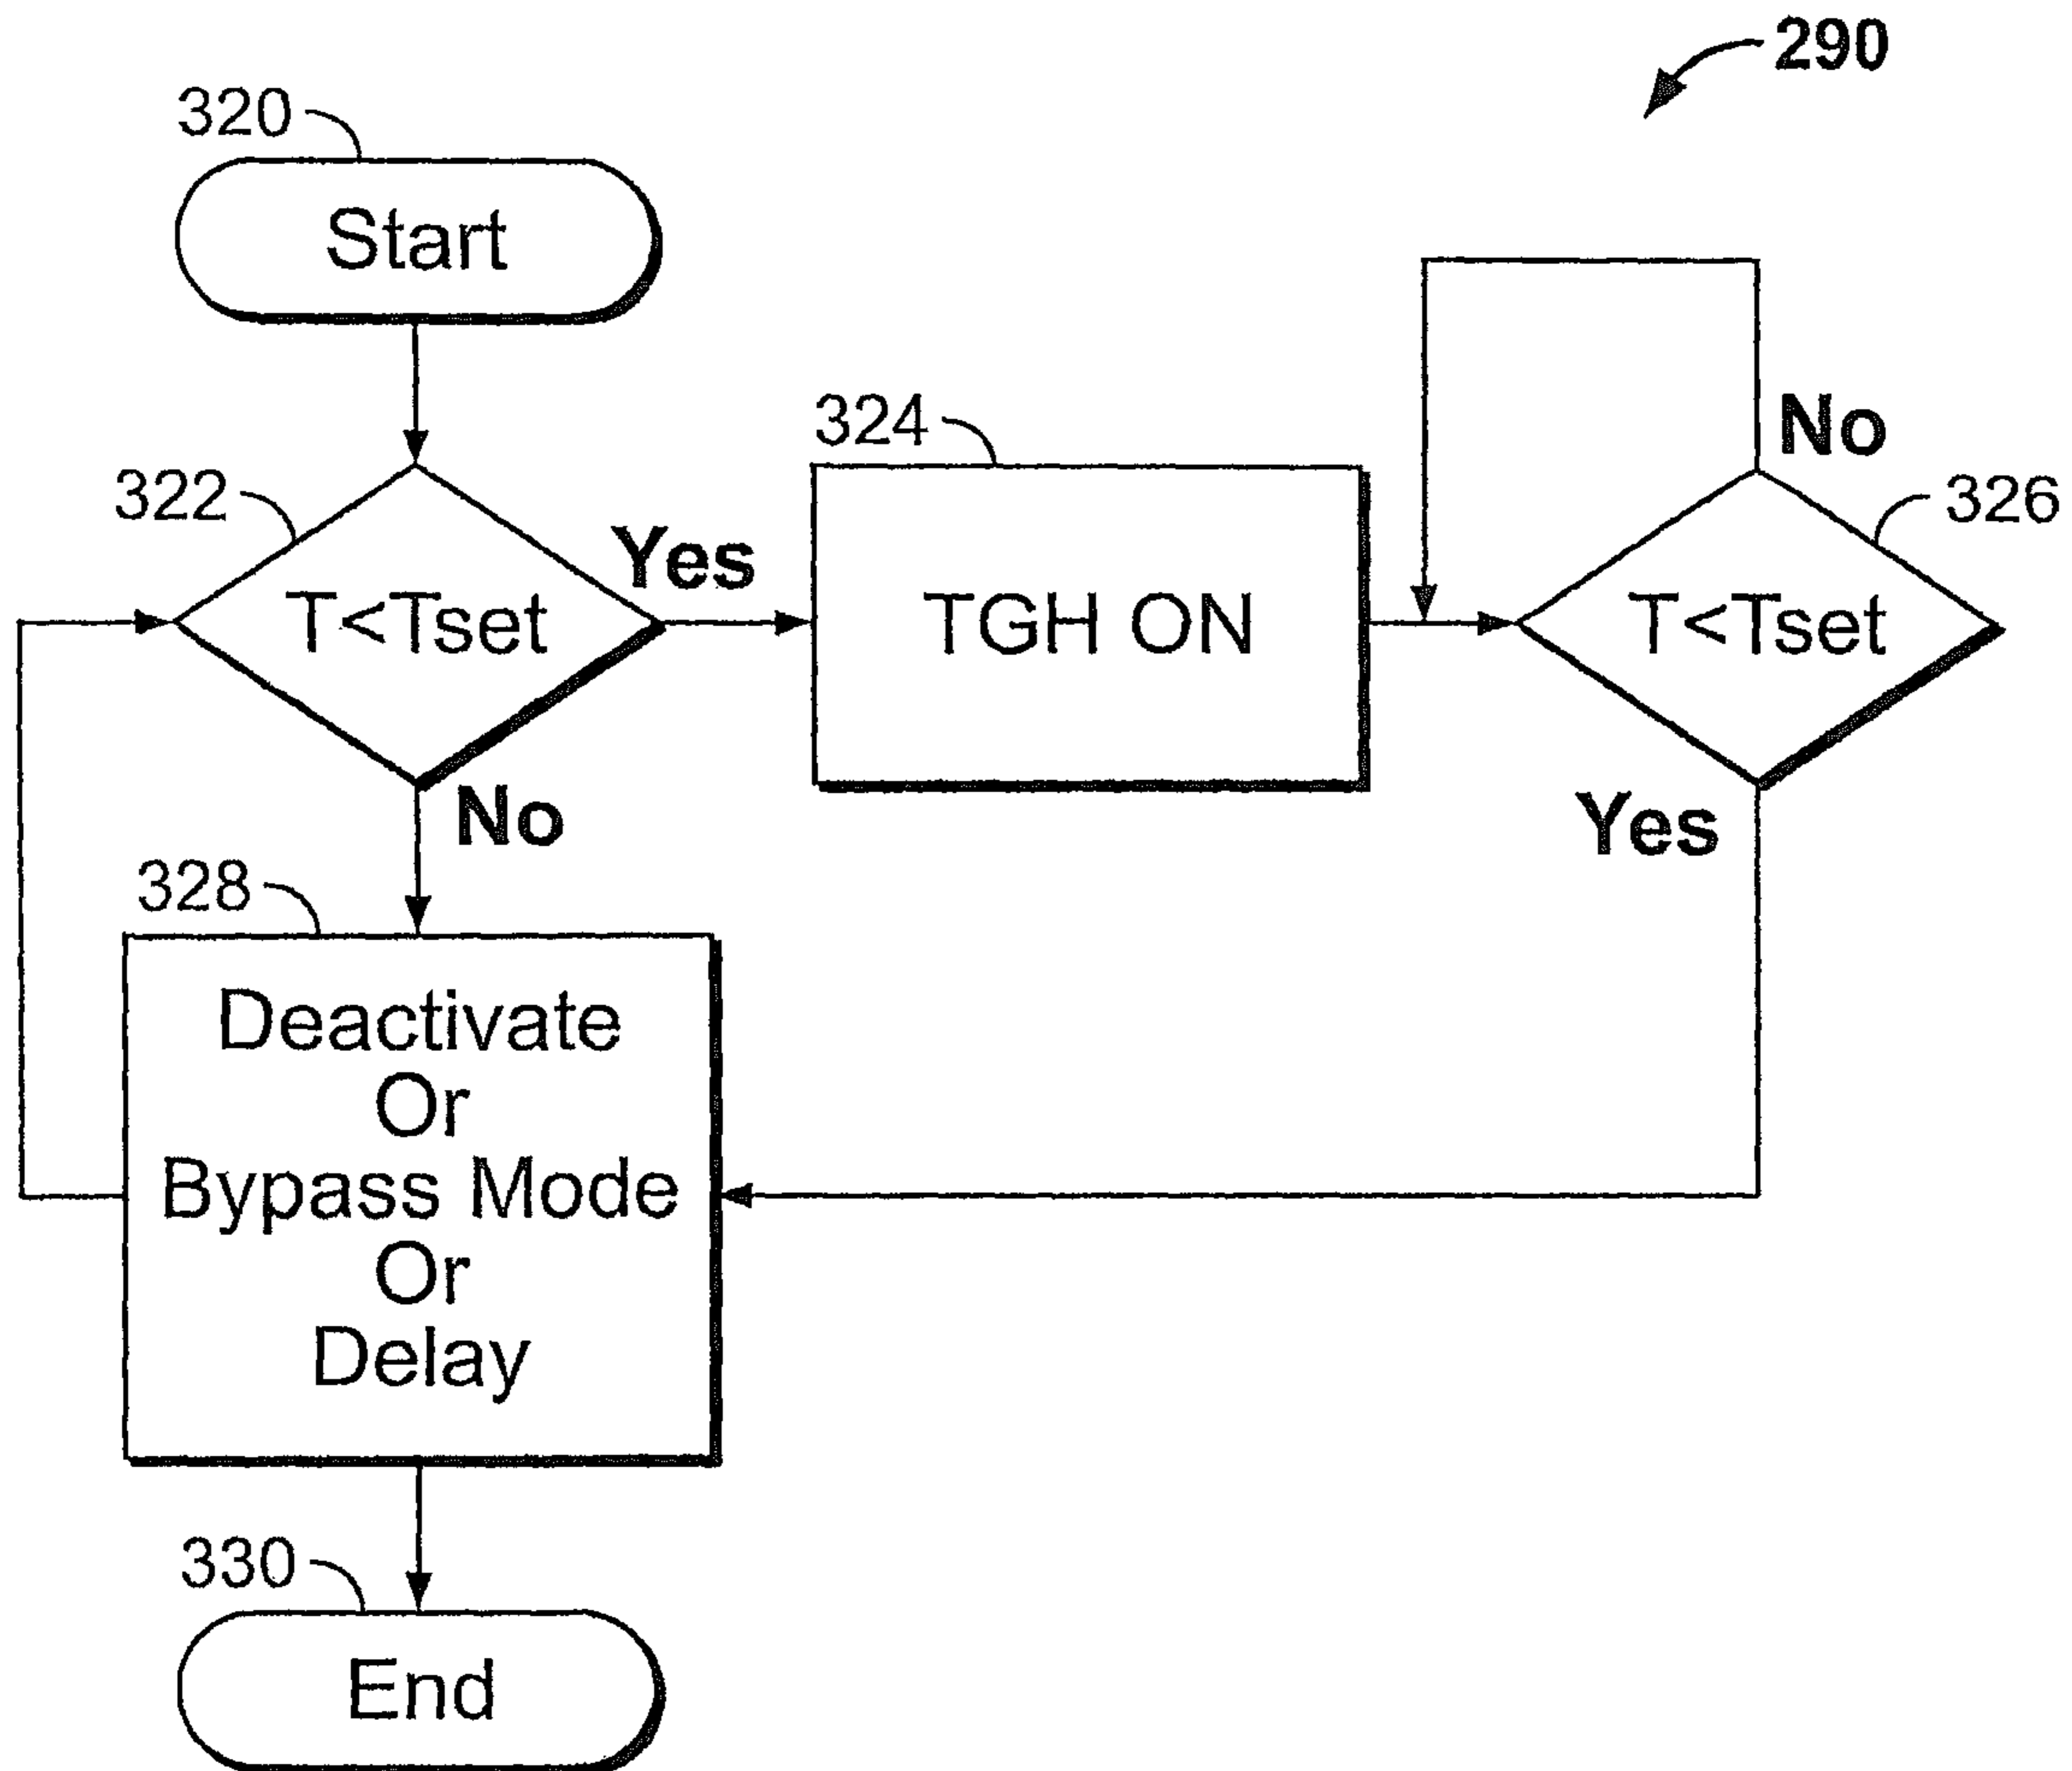 290
320
Start
322
T<Tset
Yes
324
TGH ON
No
326
T<Tset
Yes
No
328
Deactivate
Or
Bypass Mode
Or
Delay
330
End